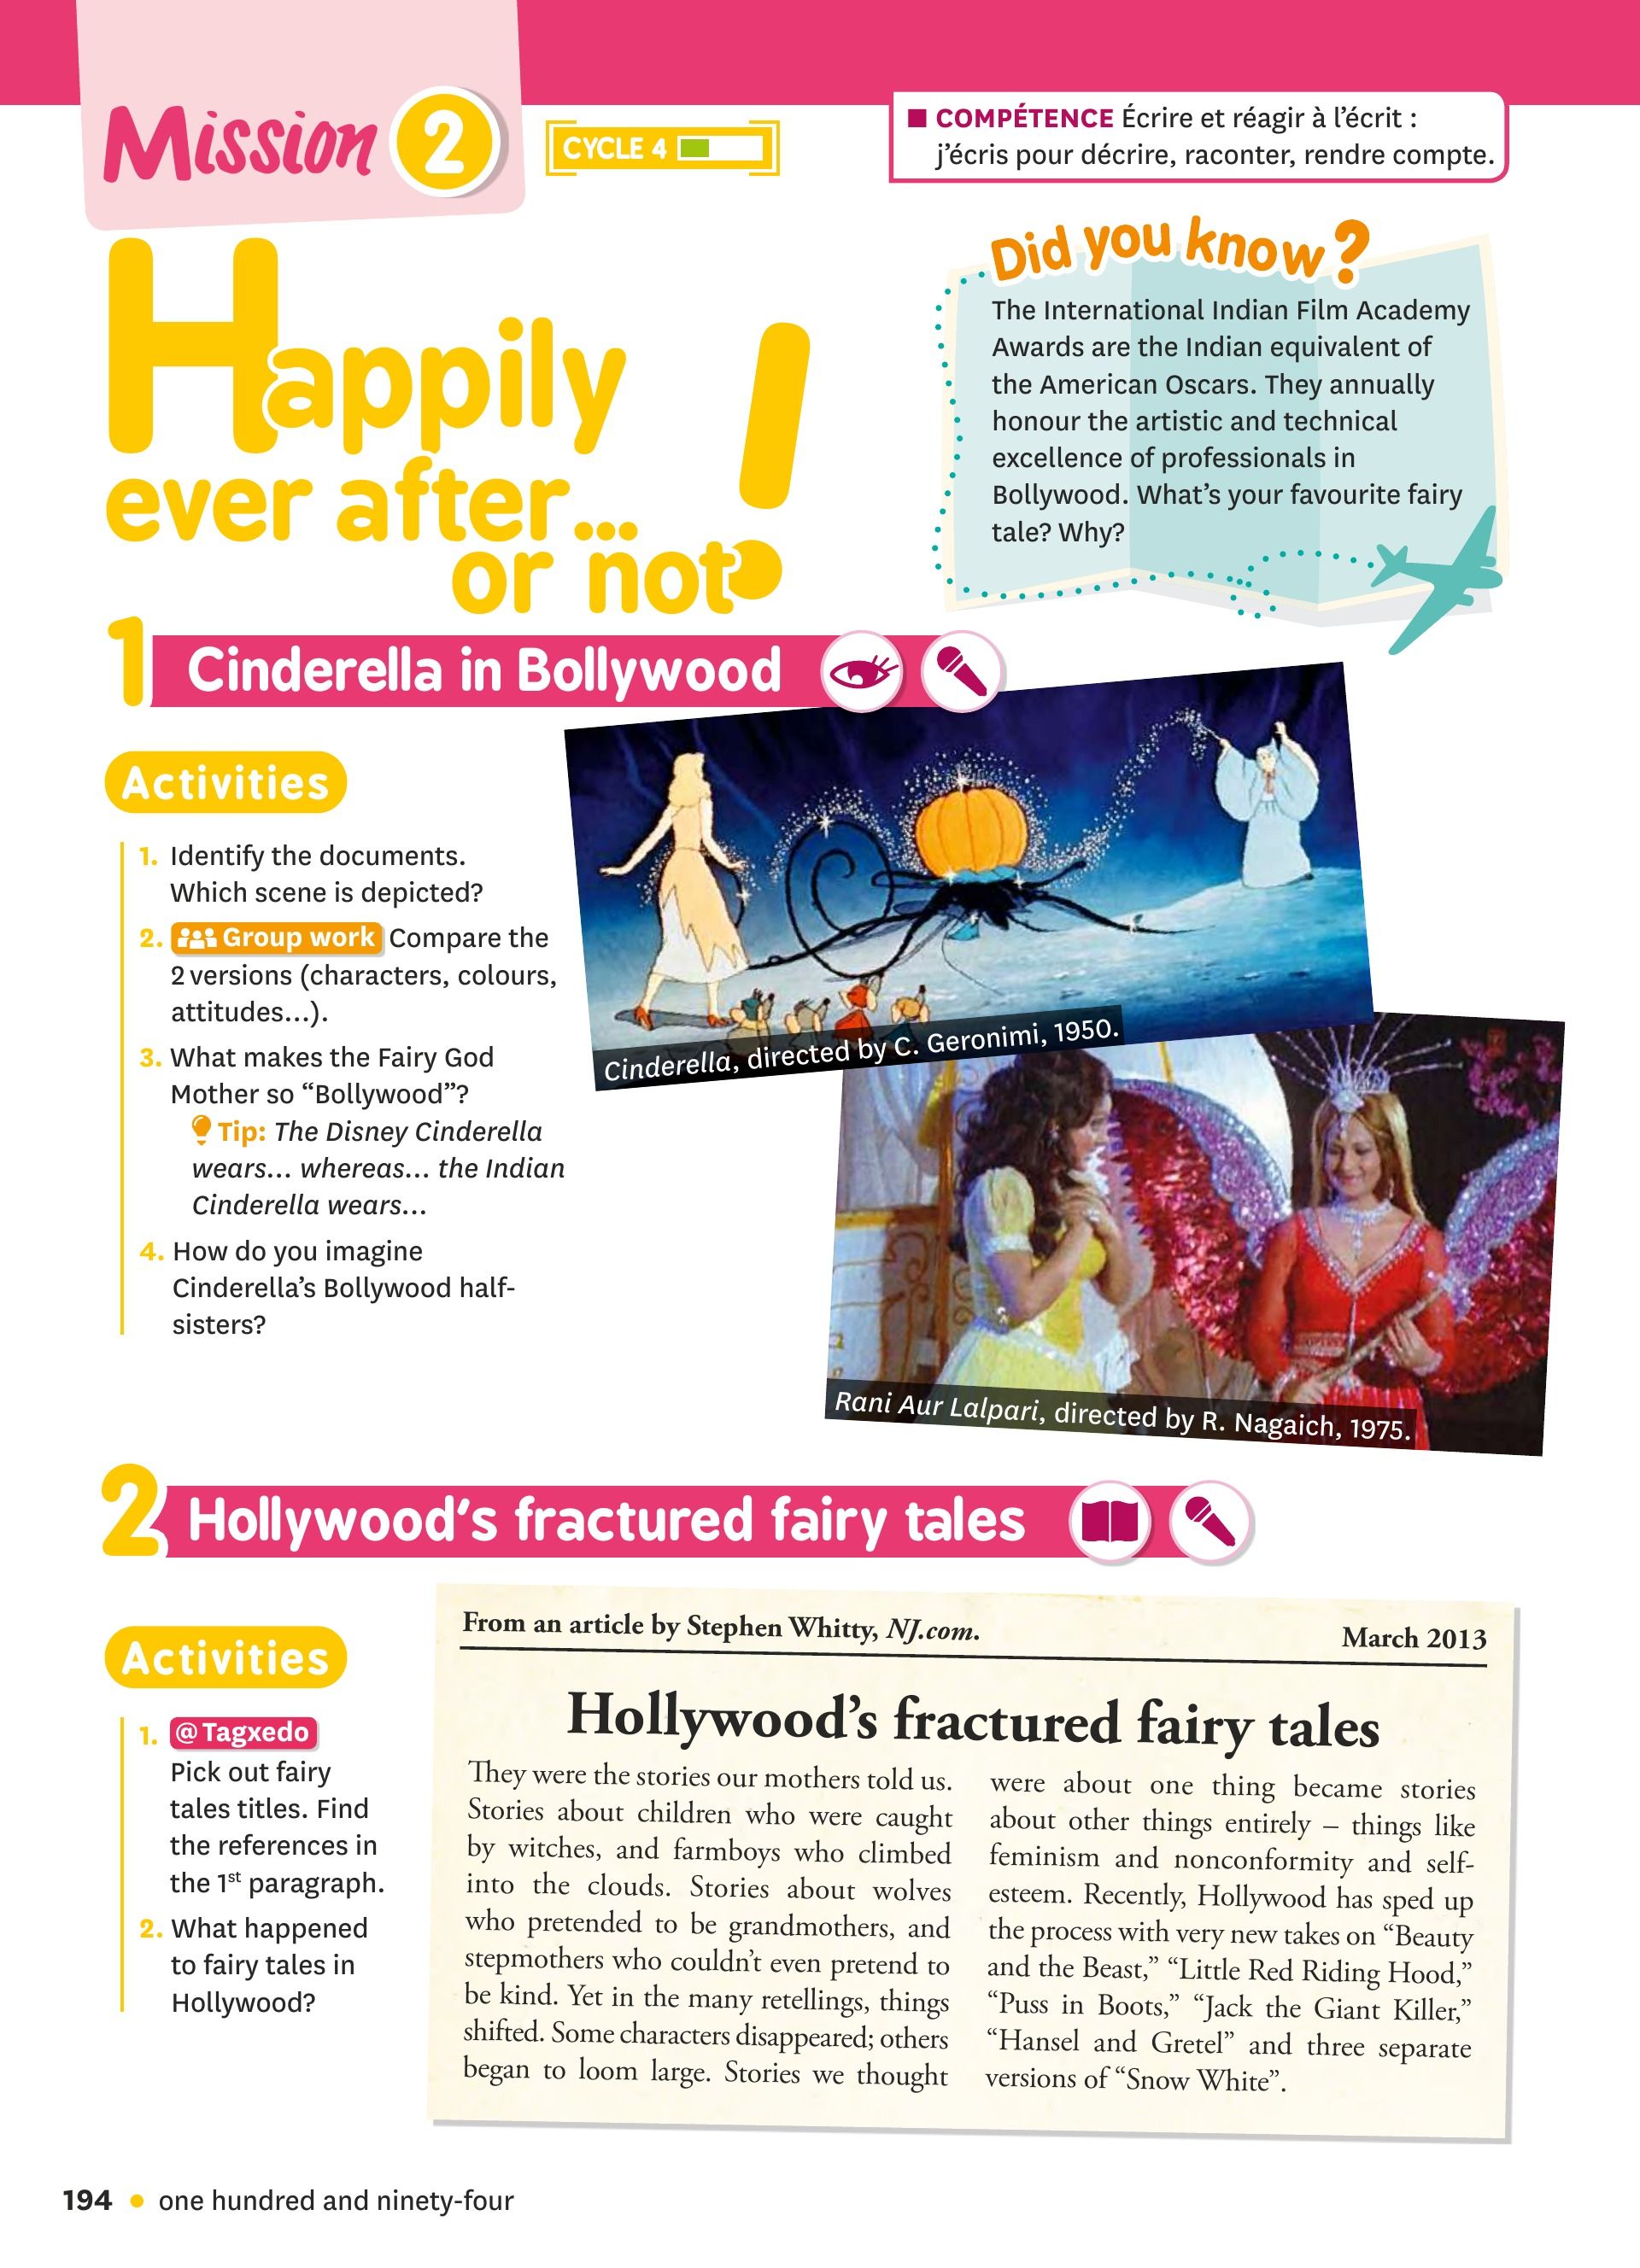 Mission 2
CYCLE 4
■ COMPÉTENCE Écrire et réagir à l'écrit :
j'écris pour décrire, raconter, rendre compte.
Happily
ever after...
or not!
Did you know?
The International Indian Film Academy
Awards are the Indian equivalent of
the American Oscars. They annually
honour the artistic and technical
excellence of professionals in
Bollywood. What's your favourite fairy
tale? Why?
1 Cinderella in Bollywood
Activities
1. Identify the documents.
Which scene is depicted?
2. Group work Compare the
2 versions (characters, colours,
attitudes...).
3. What makes the Fairy God
Mother so “Bollywood”?
Tip: The Disney Cinderella
wears... whereas... the Indian
Cinderella wears...
4. How do you imagine
Cinderella's Bollywood half-
sisters?
Cinderella, directed by C. Geronimi, 1950.
Rani Aur Lalpari, directed by R. Nagaich, 1975.
2 Hollywood's fractured fairy tales
Activities
1. @ Tagxedo
Pick out fairy
tales titles. Find
the references in
the 1st paragraph.
2. What happened
to fairy tales in
Hollywood?
From an article by Stephen Whitty, NJ.com.
March 2013
Hollywood's fractured fairy tales
They were the stories our mothers told us.
Stories about children who were caught
by witches, and farmboys who climbed
into the clouds. Stories about wolves
who pretended to be grandmothers, and
stepmothers who couldn't even pretend to
be kind. Yet in the many retellings, things
shifted. Some characters disappeared; others
began to loom large. Stories we thought
were about one thing became stories
about other things entirely – things like
feminism and nonconformity and self-
esteem. Recently, Hollywood has sped up
the process with very new takes on “Beauty
and the Beast,” “Little Red Riding Hood,”
“Puss in Boots,” “Jack the Giant Killer,”
“Hansel and Gretel” and three separate
versions of “Snow White”.
194 • one hundred and ninety-four